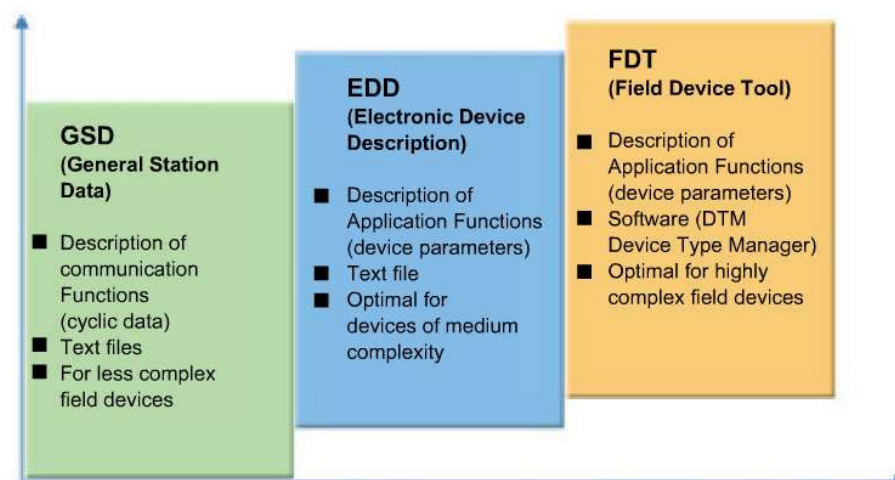 GSD
(General Station
Data)
■ Description of
communication
Functions
(cyclic data)
■ Text files
■ For less complex
field devices
EDD
(Electronic Device
Description)
■ Description of
Application Functions
(device parameters)
■ Text file
■ Optimal for
devices of medium
complexity
FDT
(Field Device Tool)
■ Description of
Application Functions
(device parameters)
■ Software (DTM
Device Type Manager)
■ Optimal for highly
complex field devices